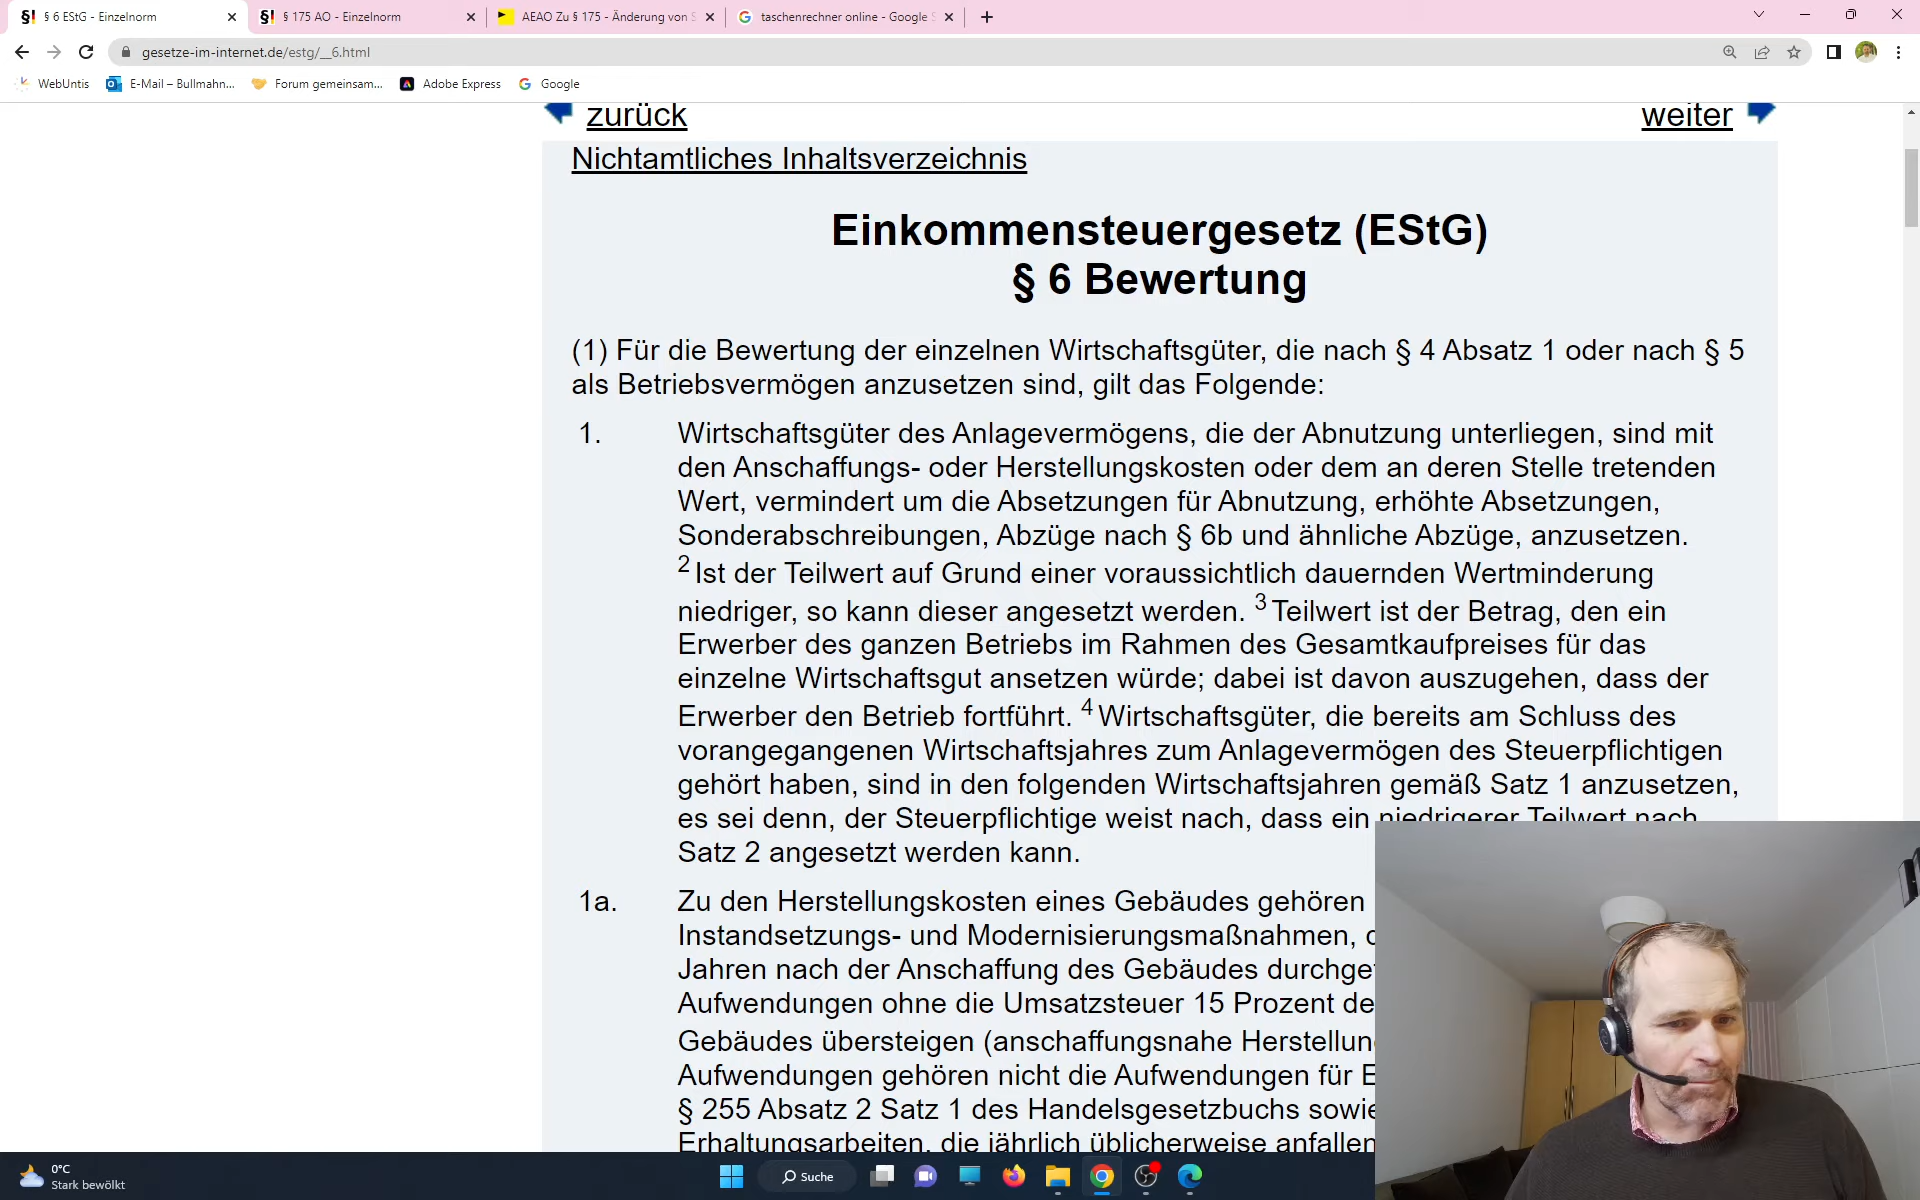 § 6 EStG - Einzelnorm
§ 175 AO - Einzelnorm
AEAO Zu § 175 - Änderung von S
taschenrechner online - Google S
gesetze-im-internet.de/estg/__6.html
WebUntis
E-Mail – Bullmahn...
Forum gemeinsam...
Adobe Express
Google
zurück
weiter
Nichtamtliches Inhaltsverzeichnis
Einkommensteuergesetz (EStG)
§ 6 Bewertung
(1) Für die Bewertung der einzelnen Wirtschaftsgüter, die nach § 4 Absatz 1 oder nach § 5
als Betriebsvermögen anzusetzen sind, gilt das Folgende:
1. Wirtschaftsgüter des Anlagevermögens, die der Abnutzung unterliegen, sind mit
den Anschaffungs- oder Herstellungskosten oder dem an deren Stelle tretenden
Wert, vermindert um die Absetzungen für Abnutzung, erhöhte Absetzungen,
Sonderabschreibungen, Abzüge nach § 6b und ähnliche Abzüge, anzusetzen.
2 Ist der Teilwert auf Grund einer voraussichtlich dauernden Wertminderung
niedriger, so kann dieser angesetzt werden. 3 Teilwert ist der Betrag, den ein
Erwerber des ganzen Betriebs im Rahmen des Gesamtkaufpreises für das
einzelne Wirtschaftsgut ansetzen würde; dabei ist davon auszugehen, dass der
Erwerber den Betrieb fortführt. 4 Wirtschaftsgüter, die bereits am Schluss des
vorangegangenen Wirtschaftsjahres zum Anlagevermögen des Steuerpflichtigen
gehört haben, sind in den folgenden Wirtschaftsjahren gemäß Satz 1 anzusetzen,
es sei denn, der Steuerpflichtige weist nach, dass ein niedrigerer Teilwert nach
Satz 2 angesetzt werden kann.
1a. Zu den Herstellungskosten eines Gebäudes gehören
Instandsetzungs- und Modernisierungsmaßnahmen,
Jahren nach der Anschaffung des Gebäudes
Aufwendungen ohne die Umsatzsteuer 15 Prozent
Gebäudes übersteigen (anschaffungsnahe
Aufwendungen gehören nicht die Aufwendungen für
§ 255 Absatz 2 Satz 1 des Handelsgesetzbuchs
Erhaltungsarbeiten, die jährlich üblicherweise anfallen
0°C
Stark bewölkt
Suche